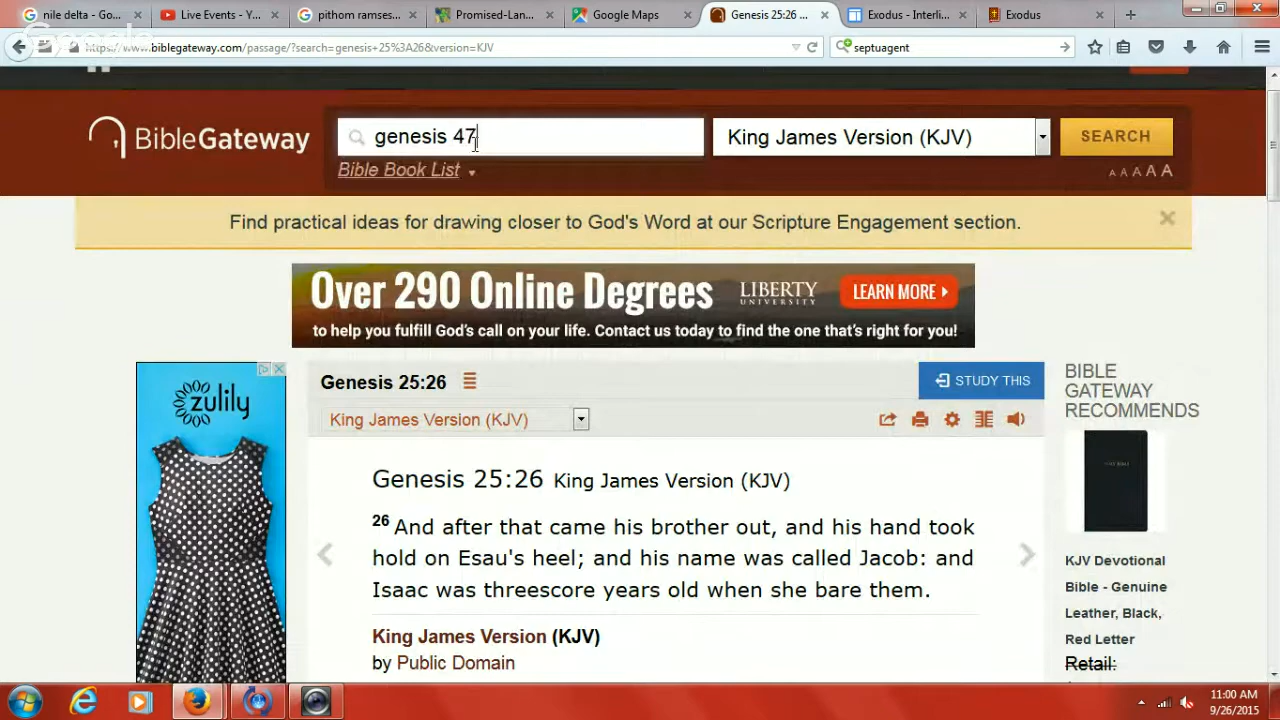 nile delta - Go...
Live Events - Y...
pithom ramses...
Promised-Lan...
Google Maps
Genesis 25:26 ...
Exodus - Interli...
Exodus
Google
https://www.biblegateway.com/passage/?search=genesis+25%3A26&version=KJV
septuagent
BibleGateway
genesis 47
King James Version (KJV)
SEARCH
Bible Book List
A A A A A
Find practical ideas for drawing closer to God's Word at our Scripture Engagement section.
Over 290 Online Degrees
LIBERTY
UNIVERSITY
LEARN MORE
to help you fulfill God's call on your life. Contact us today to find the one that's right for you!
zulily
Genesis 25:26
STUDY THIS
King James Version (KJV)
Genesis 25:26 King James Version (KJV)
26 And after that came his brother out, and his hand took
hold on Esau's heel; and his name was called Jacob: and
Isaac was threescore years old when she bare them.
King James Version (KJV)
by Public Domain
BIBLE
GATEWAY
RECOMMENDS
KJV Devotional
Bible - Genuine
Leather, Black,
Red Letter
Retail:
11:00 AM
9/26/2015